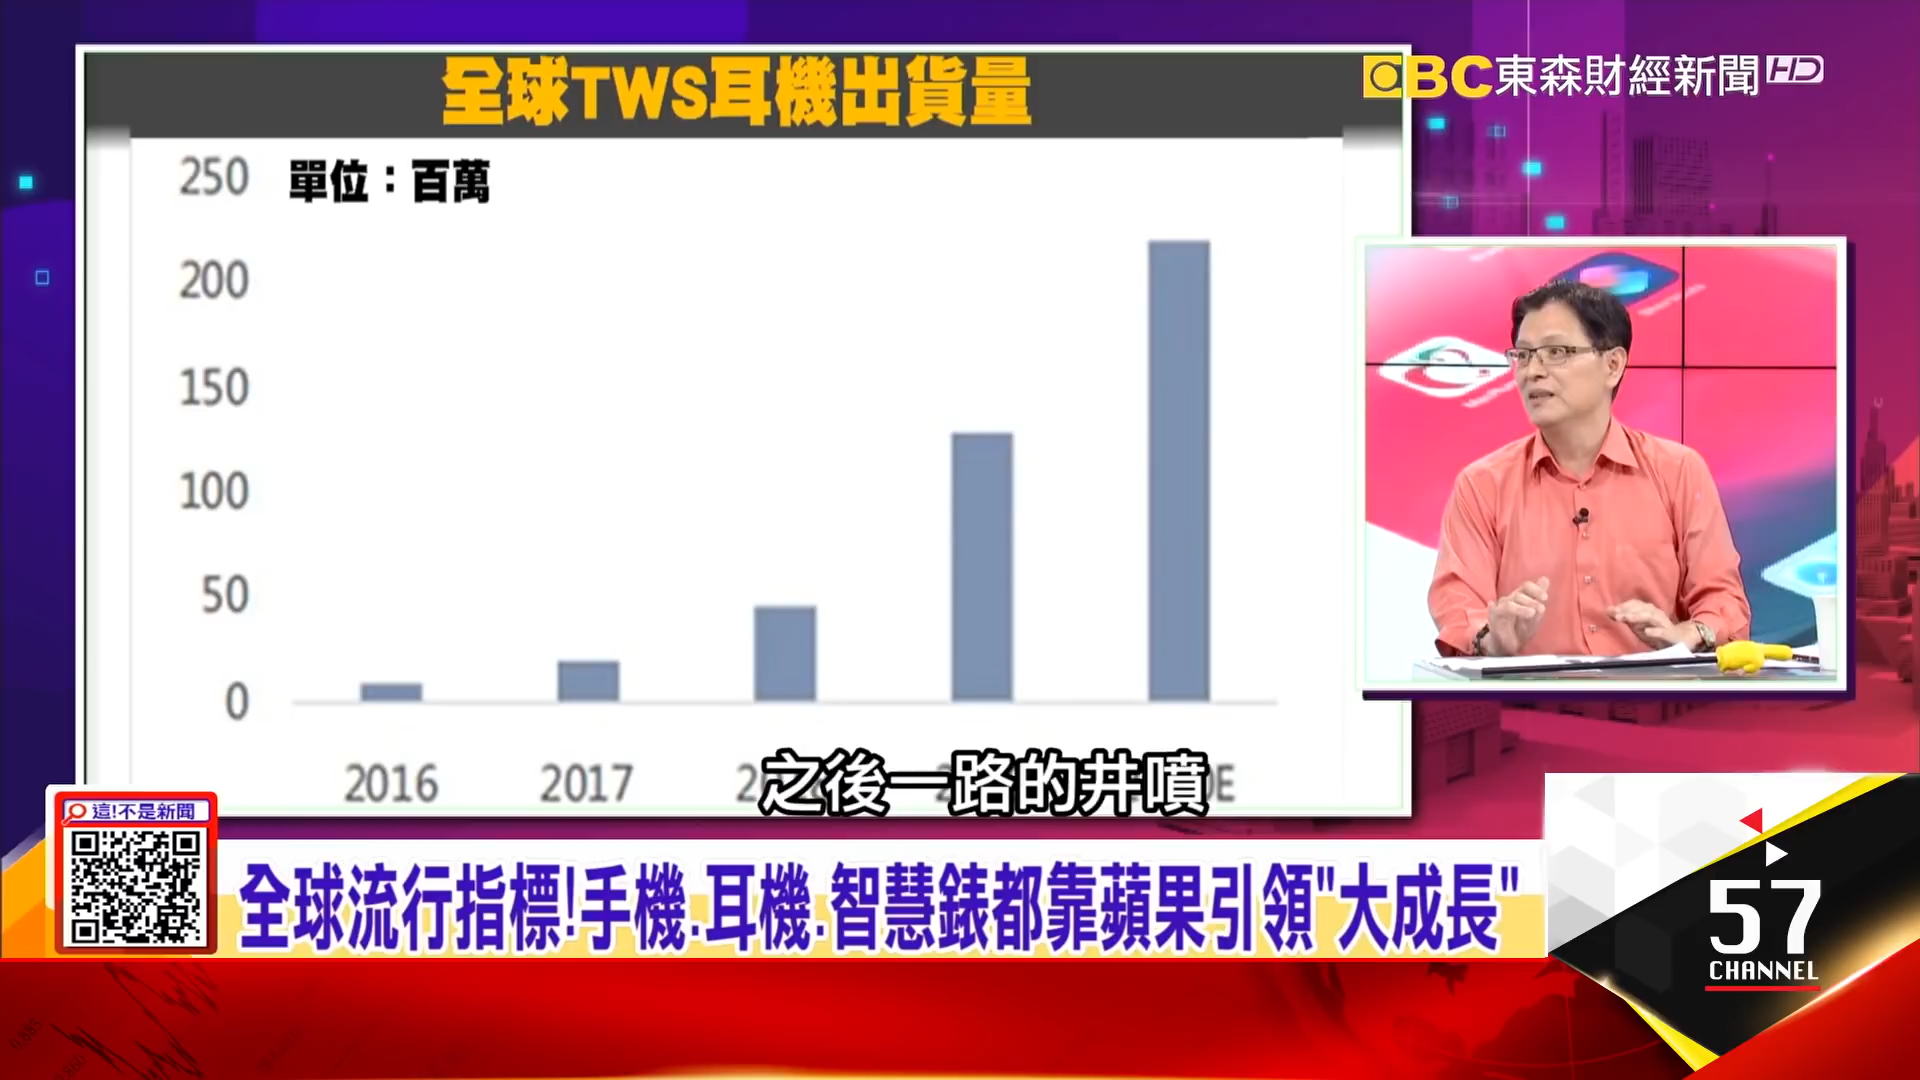 全球TWS耳機出貨量
EBC東森財經新聞HD
單位：百萬
250
200
150
100
50
0
2016
2017
之後一路的井噴
這!不是新聞
全球流行指標!手機.耳機.智慧錶都靠蘋果引領"大成長"
57
CHANNEL